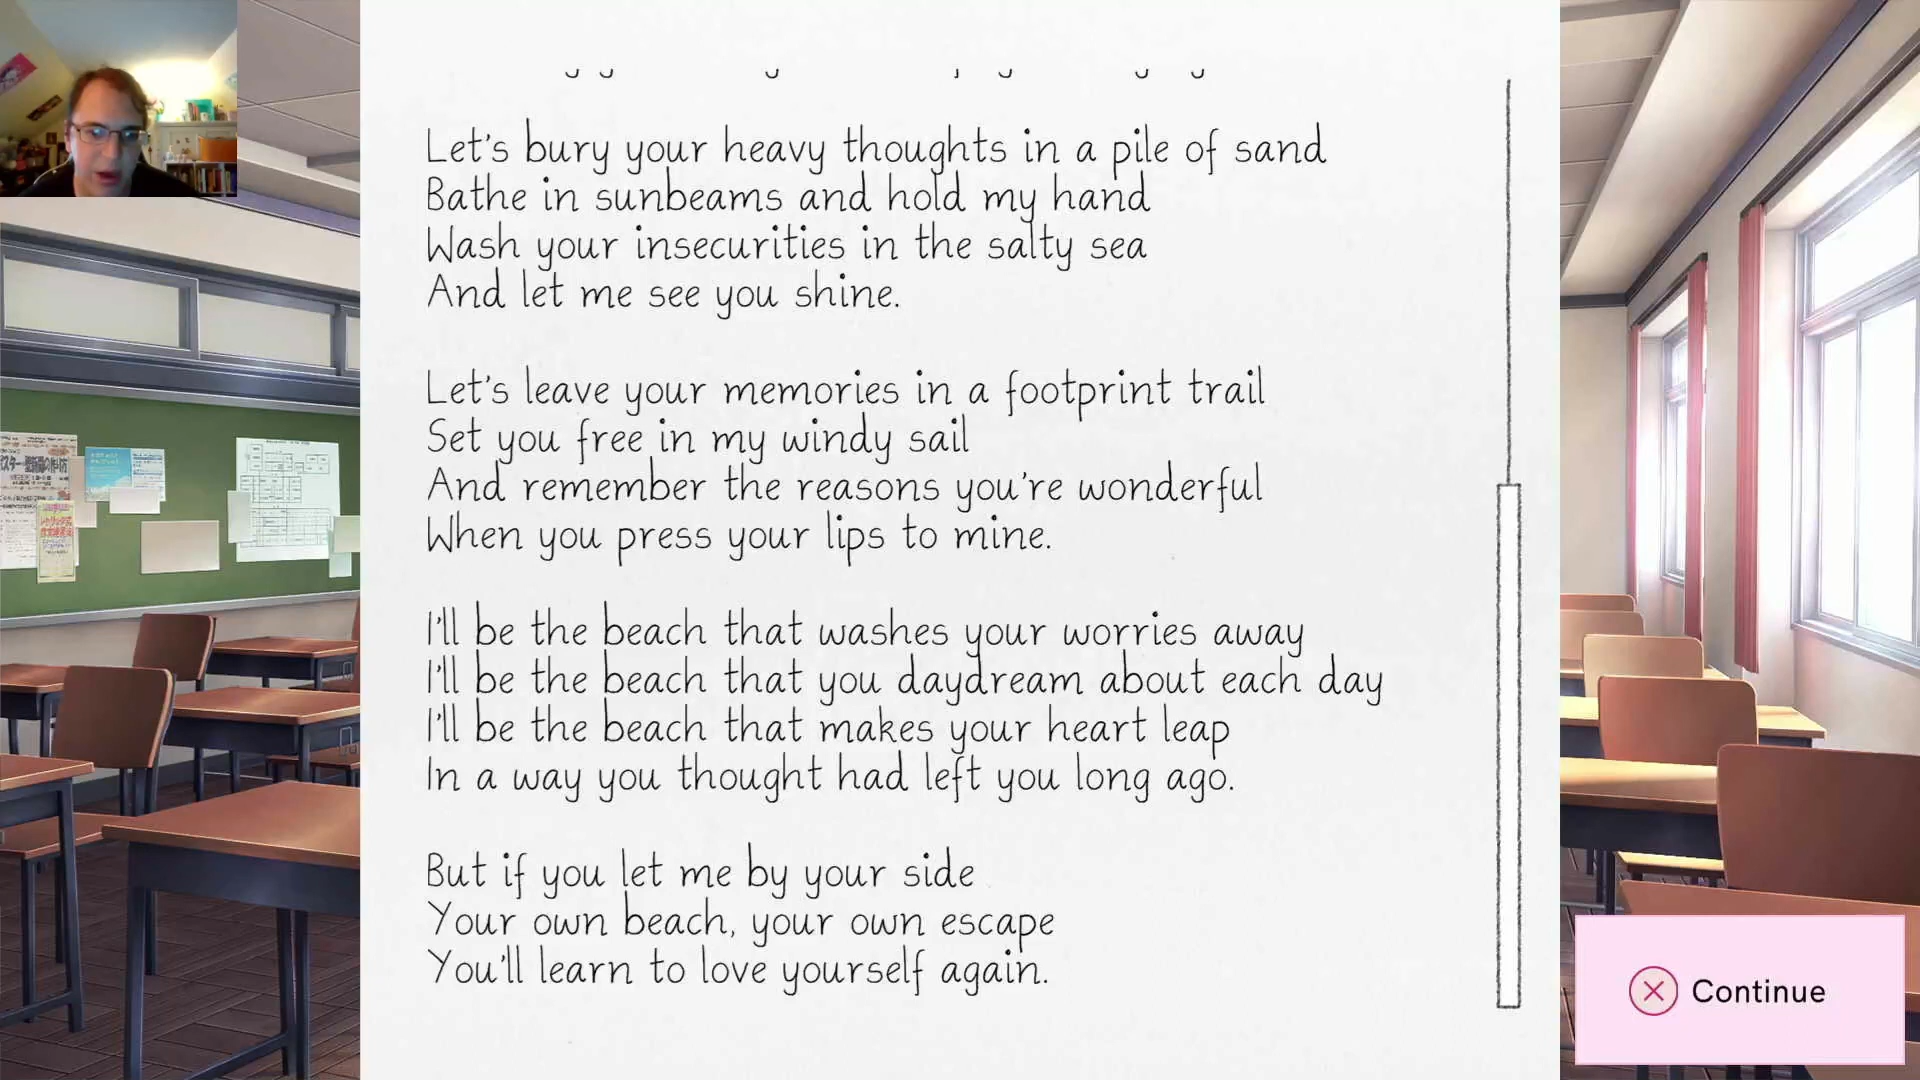 Let's bury your heavy thoughts in a pile of sand
Bathe in sunbeams and hold my hand
Wash your insecurities in the salty sea
And let me see you shine.
Let's leave your memories in a footprint trail
Set you free in my windy sail
And remember the reasons you're wonderful
When you press your lips to mine.
I'll be the beach that washes your worries away
I'll be the beach that you daydream about each day
I'll be the beach that makes your heart leap
In a way you thought had left you long ago.
But if you let me by your side
Your own beach, your own escape
You'll learn to love yourself again.
Continue